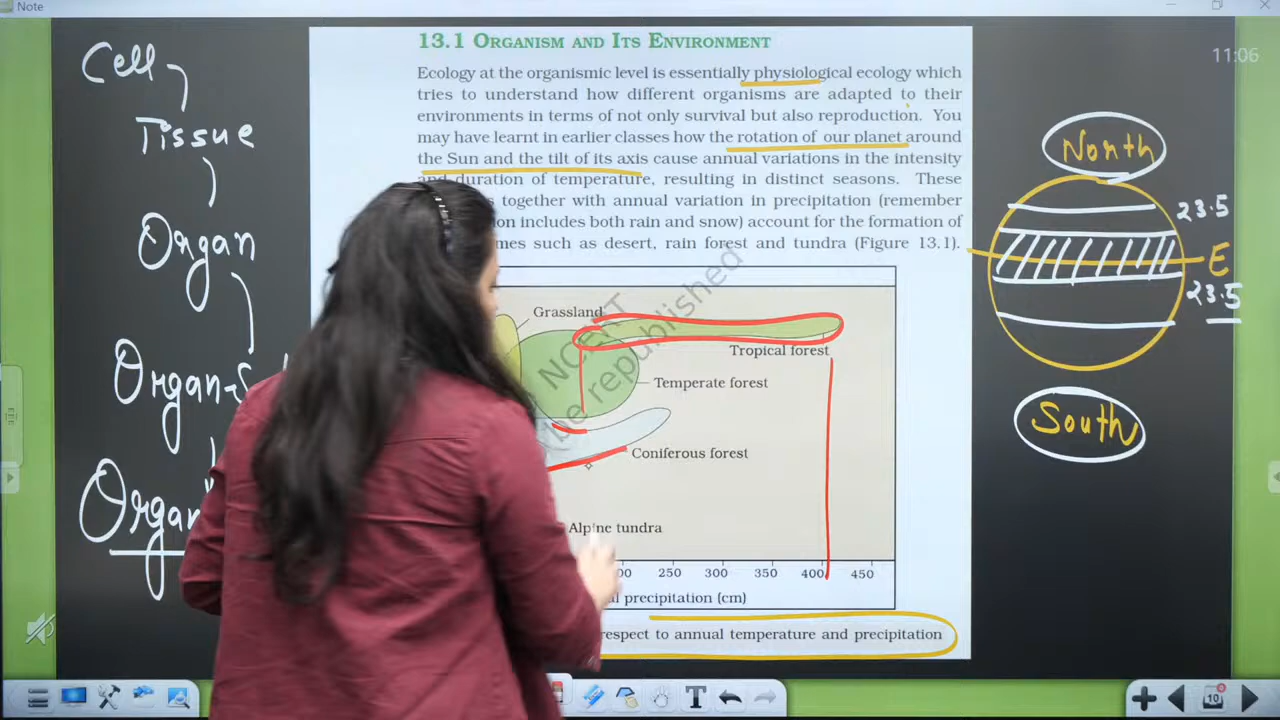 Note
11:06
Cell
Tissue
Organ
Organ-S
Organ
13.1 ORGANISM AND ITS ENVIRONMENT
Ecology at the organismic level is essentially physiological ecology which
tries to understand how different organisms are adapted to their
environments in terms of not only survival but also reproduction. You
may have learnt in earlier classes how the rotation of our planet around
the Sun and the tilt of its axis cause annual variations in the intensity
and duration of temperature, resulting in distinct seasons. These
together with annual variation in precipitation (remember
includes both rain and snow) account for the formation of
such as desert, rain forest and tundra (Figure 13.1).
Grassland
Tropical forest
Temperate forest
Coniferous forest
Alpine tundra
250 300 350 400 450
precipitation (cm)
respect to annual temperature and precipitation
NCERT
be republished
North
23.5
E
23.5
South
T
10